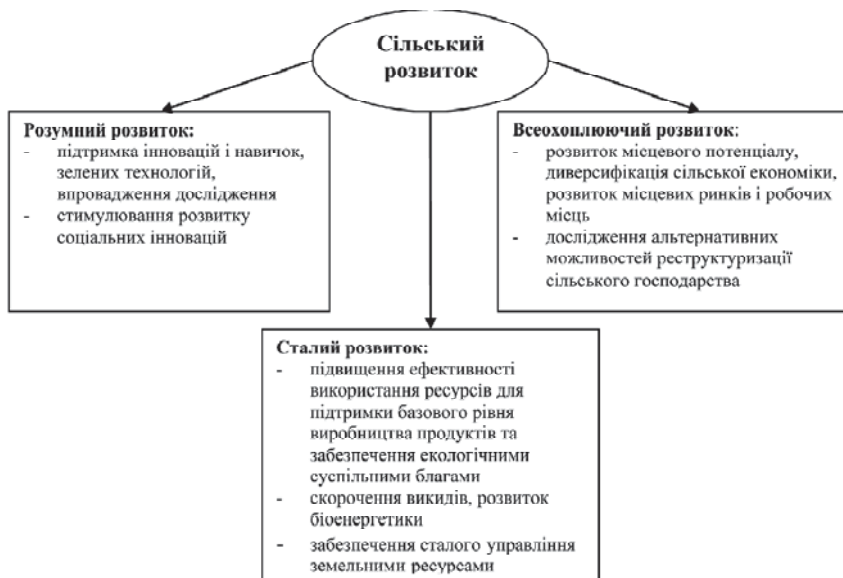 Сільський
розвиток
Розумний розвиток:
- підтримка інновацій і навичок,
зелених технологій,
впровадження дослідження
- стимулювання розвитку
соціальних інновацій
Всеохоплюючий розвиток:
- розвиток місцевого потенціалу,
диверсифікація сільської економіки,
розвиток місцевих ринків і робочих
місць
- дослідження альтернативних
можливостей реструктуризації
сільського господарства
Сталий розвиток:
- підвищення ефективності
використання ресурсів для
підтримки базового рівня
виробництва продуктів та
забезпечення екологічними
суспільними благами
- скорочення викидів, розвиток
біоенергетики
- забезпечення сталого управління
земельними ресурсами